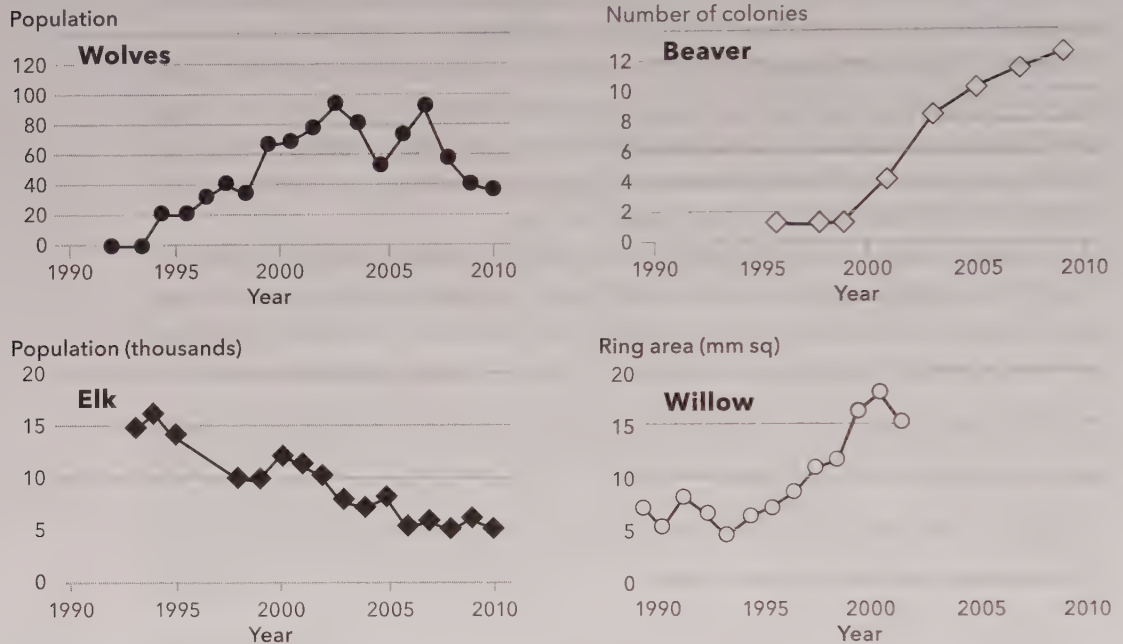 Population
Wolves
120
100
80
60
40
20
0
1990 1995 2000 2005 2010
Year
Number of colonies
Beaver
12
10
8
6
4
2
0
1990 1995 2000 2005 2010
Year
Population (thousands)
Elk
20
15
10
5
0
1990 1995 2000 2005 2010
Year
Ring area (mm sq)
Willow
20
15
10
5
0
1990 1995 2000 2005 2010
Year